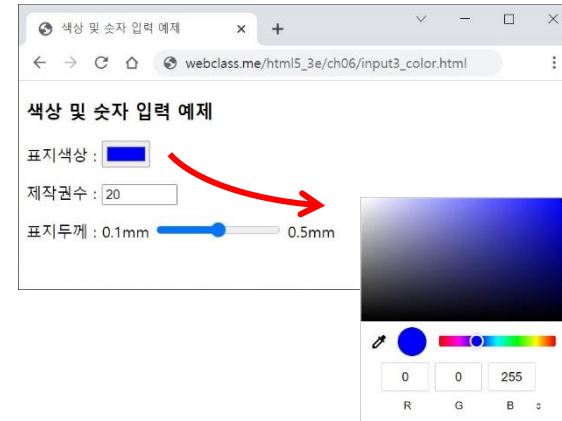 색상 및 숫자 입력 예제
webclass.me/html5_3e/ch06/input3_color.html
색상 및 숫자 입력 예제
표지색상 :
제작권수 : 20
표지두께 : 0.1mm 0.5mm
0 0 255
R G B